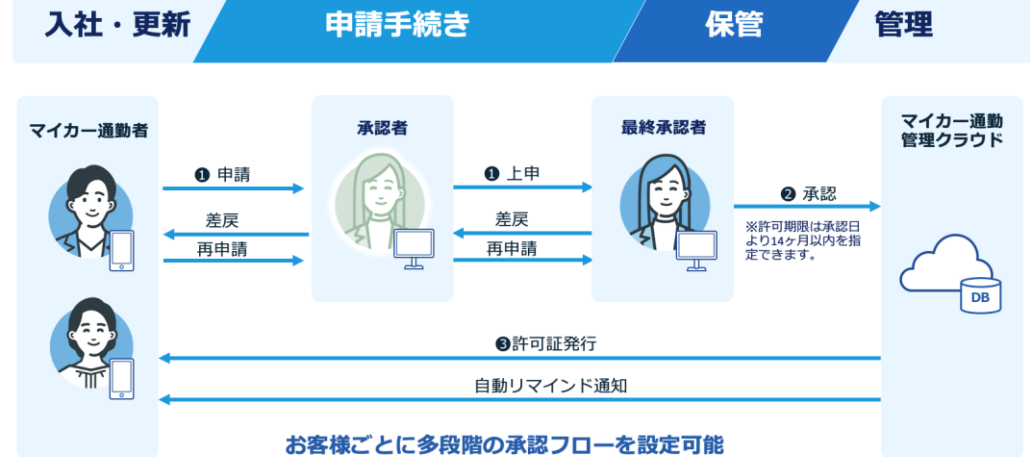 入社・更新
申請手続き
保管
管理
マイカー通勤者
承認者
最終承認者
マイカー通勤
管理クラウド
❶ 申請
差戻
再申請
❶ 上申
差戻
再申請
❷ 承認
※許可期限は承認日
より14ヶ月以内を指
定できます。
DB
❸許可証発行
自動リマインド通知
お客様ごとに多段階の承認フローを設定可能